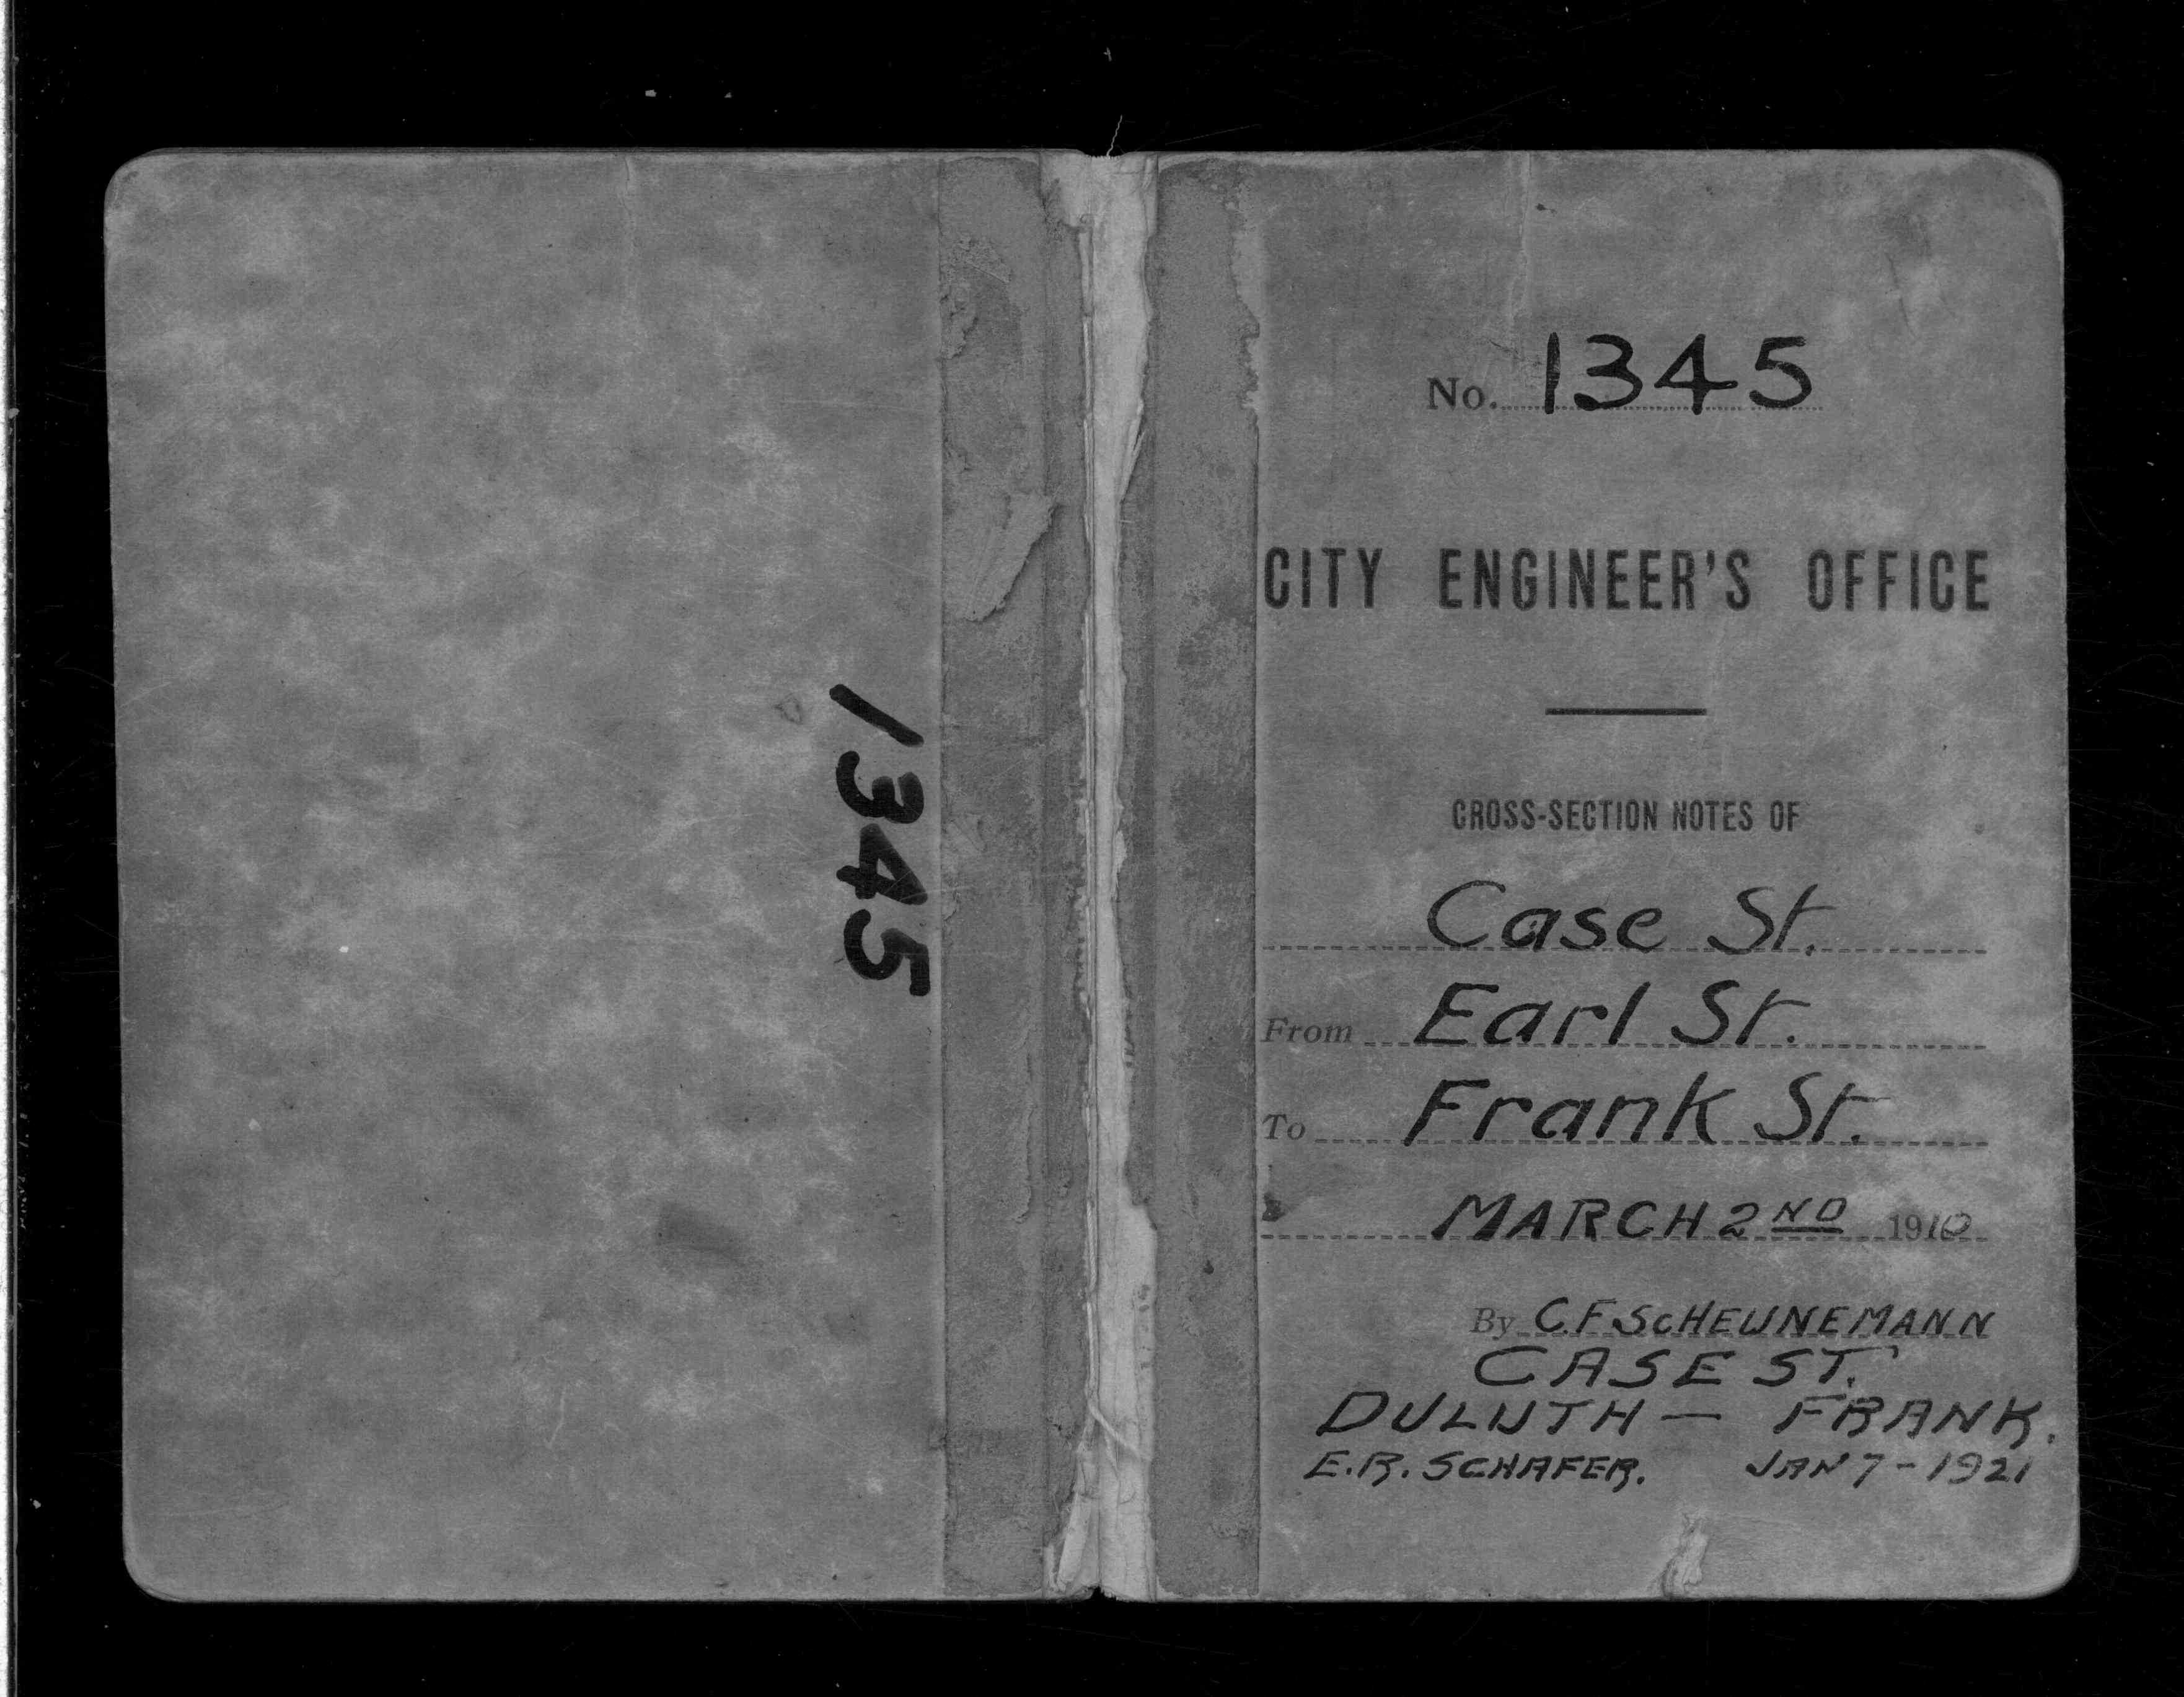 1345
No. 1345
CITY ENGINEER'S OFFICE
CROSS-SECTION NOTES OF
Case St.
From Earl St.
To Frank St.
MARCH 2ND 1910
By C.F. SCHEUNEMANN
CASE ST.
DULUTH — FRANK.
E.R. SCHAFER. JAN 7-1921